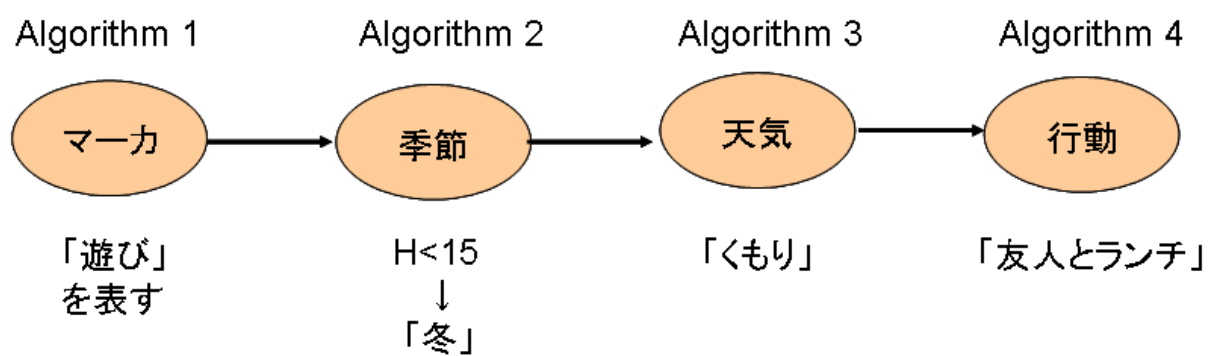 Algorithm 1
Algorithm 2
Algorithm 3
Algorithm 4
マーカ
季節
天気
行動
「遊び」
を表す
H<15
↓
「冬」
「くもり」
「友人とランチ」